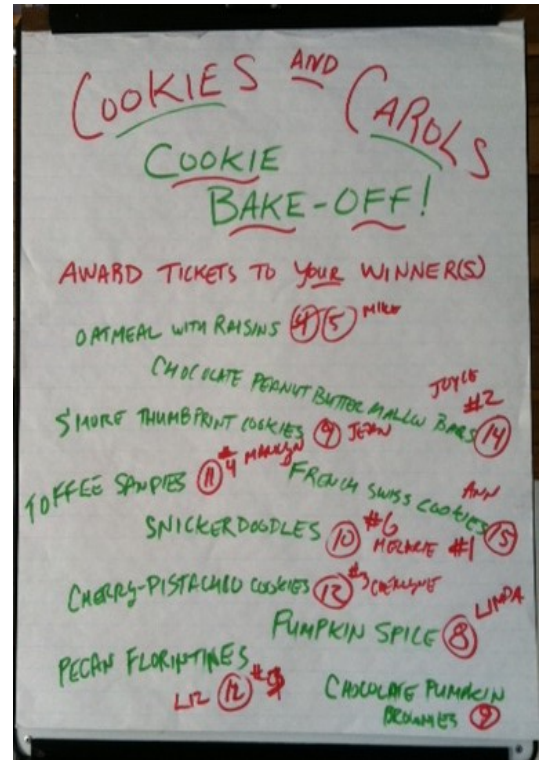 COOKIES AND CAROLS
COOKIE
BAKE-OFF!
AWARD TICKETS TO YOUR WINNER(S)
OATMEAL WITH RAISINS 5 MIKE
CHOCOLATE PEANUT BUTTER MALLOW BARS 14 JOYCE #2
S'MORE THUMBPRINT COOKIES 9 JEAN
TOFFEE SANDIES 11 #4
FRENCH SWISS COOKIES 15 ANN #1
SNICKERDOODLES 10 #6
CHERRY-PISTACHIO COOKIES 12 #3
PUMPKIN SPICE 8 LINDA
PECAN FLORINTINES
LIZ 12
CHOCOLATE PUMPKIN
BROWNIES 9